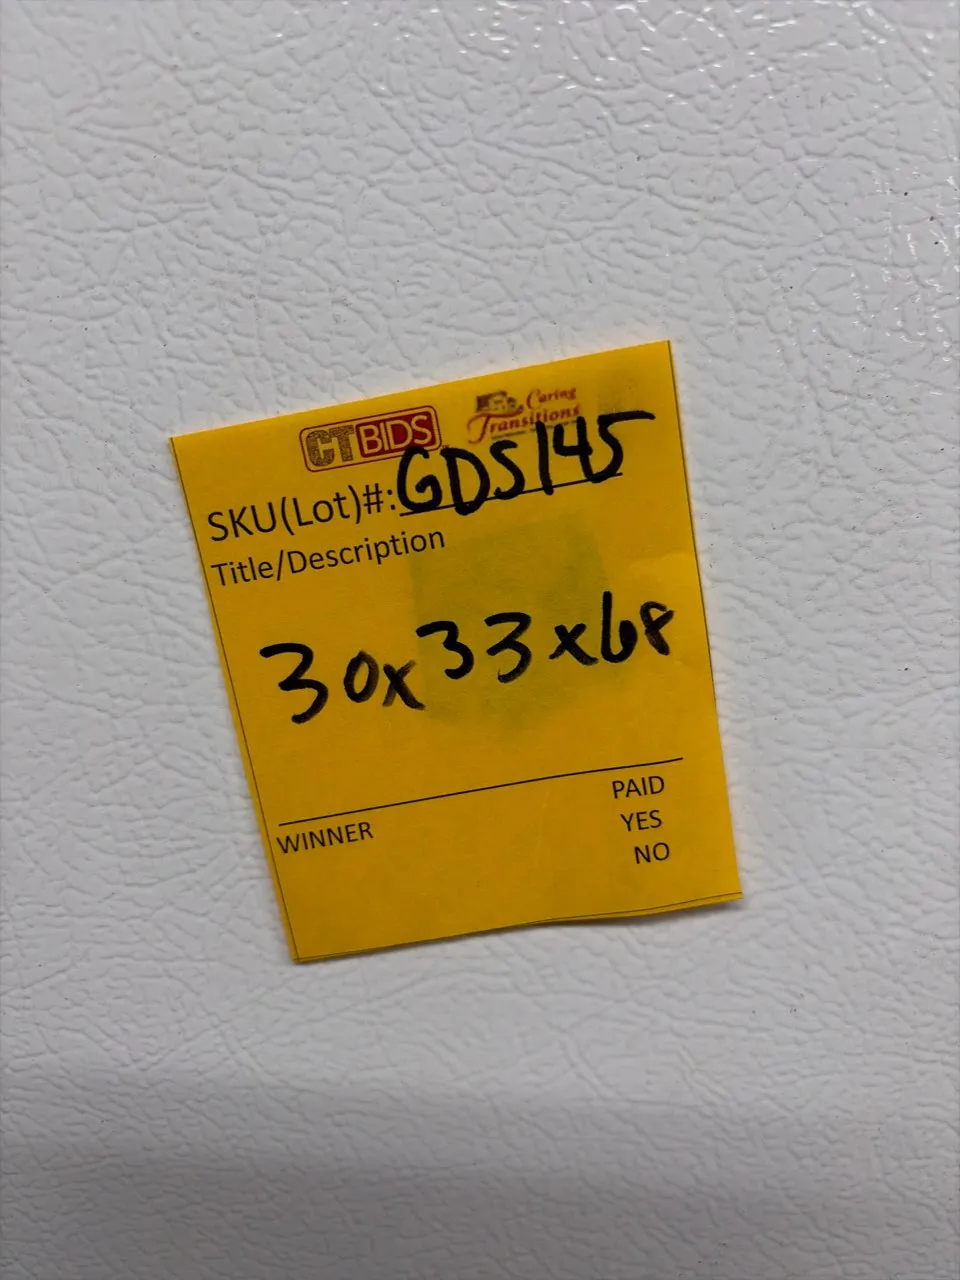 CTBIDS Caring Transitions
SKU(Lot)#: GDS145
Title/Description
30x33x68
WINNER PAID
YES
NO